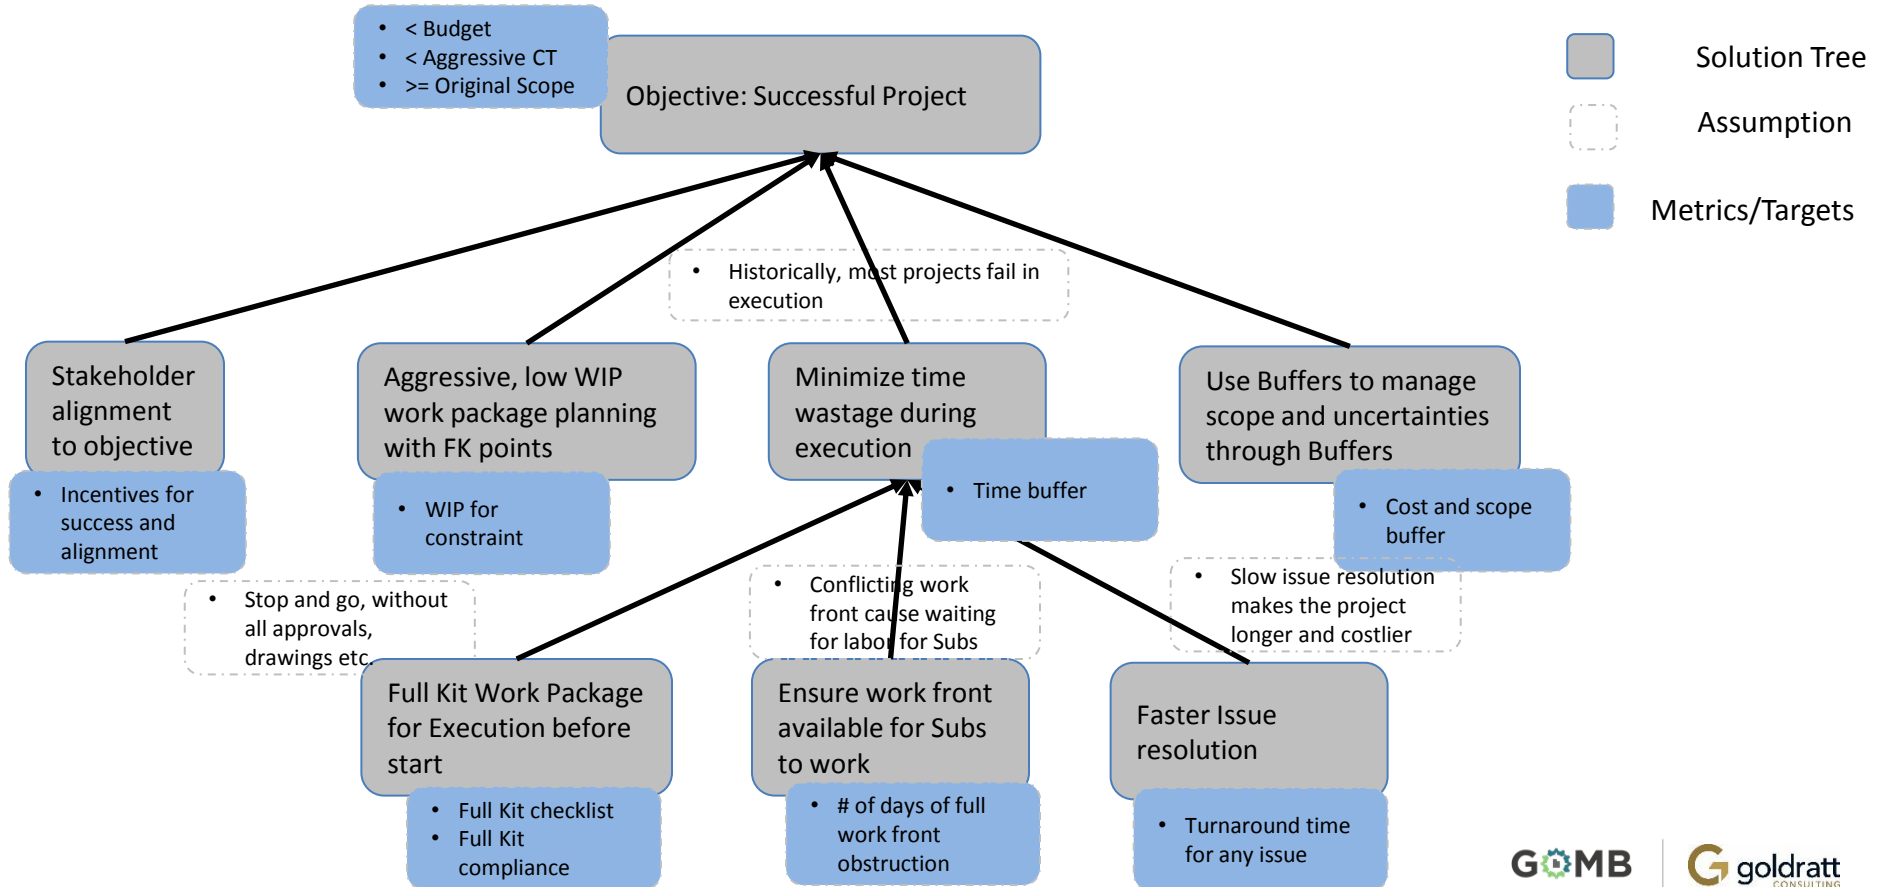 • < Budget
• < Aggressive CT
• >= Original Scope
Objective: Successful Project
Solution Tree
Assumption
Metrics/Targets
• Historically, most projects fail in
execution
Stakeholder
alignment
to objective
• Incentives for
success and
alignment
Aggressive, low WIP
work package planning
with FK points
• WIP for
constraint
Minimize time
wastage during
execution
• Time buffer
Use Buffers to manage
scope and uncertainties
through Buffers
• Cost and scope
buffer
• Stop and go, without
all approvals,
drawings etc.
• Conflicting work
front cause waiting
for labor for Subs
• Slow issue resolution
makes the project
longer and costlier
Full Kit Work Package
for Execution before
start
• Full Kit checklist
• Full Kit
compliance
Ensure work front
available for Subs
to work
• # of days of full
work front
obstruction
Faster Issue
resolution
• Turnaround time
for any issue
GOMB
goldratt
CONSULTING